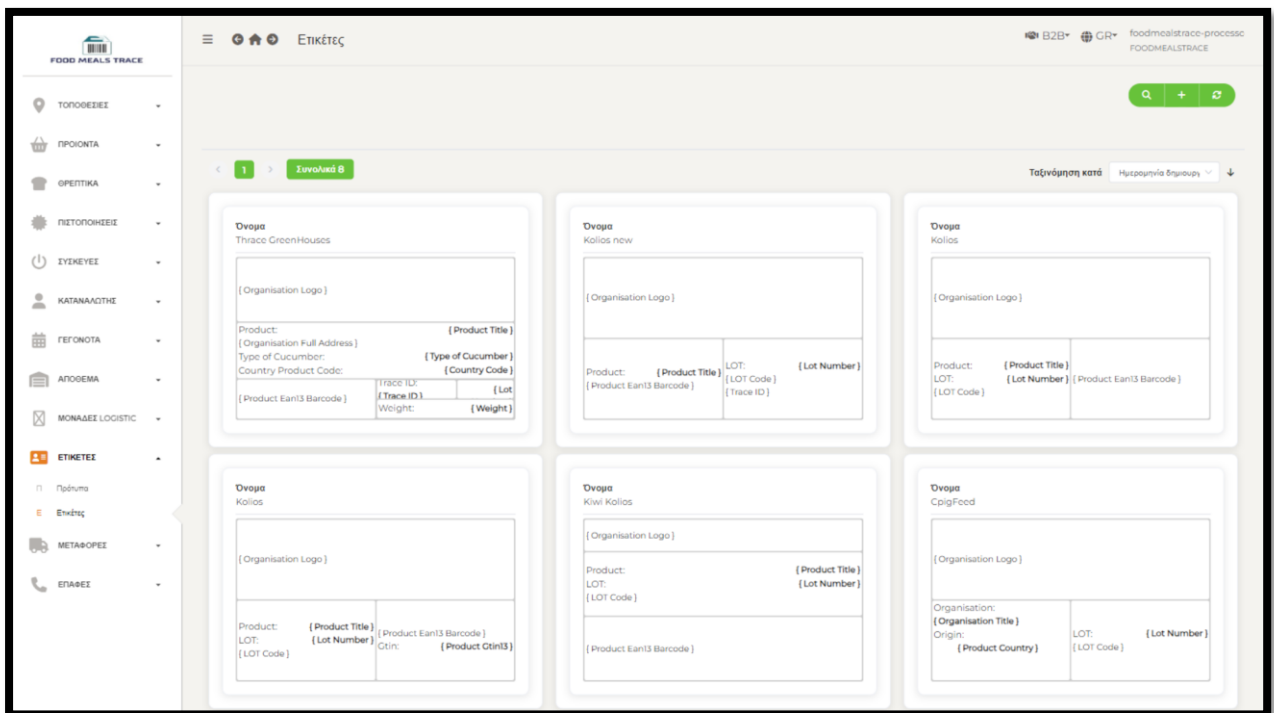 FOOD MEALS TRACE
Ετικέτες
B2B
GR
foodmealstrace-processo
FOODMEALSTRACE
ΤΟΠΟΘΕΣΙΕΣ
ΠΡΟΙΟΝΤΑ
ΘΡΕΠΤΙΚΑ
ΠΙΣΤΟΠΟΙΗΣΕΙΣ
ΣΥΣΚΕΥΕΣ
ΚΑΤΑΝΑΛΩΤΗΣ
ΓΕΓΟΝΟΤΑ
ΑΠΟΘΕΜΑ
ΜΟΝΑΔΕΣ LOGISTIC
ΕΤΙΚΕΤΕΣ
Π Πρότυπα
Ε Ετικέτες
ΜΕΤΑΦΟΡΕΣ
ΕΠΑΦΕΣ
1
Συνολικά 8
Ταξινόμηση κατά
Ημερομηνία δημιουργ
Όνομα
Thrace GreenHouses
{ Organisation Logo }
Product: { Product Title }
{ Organisation Full Address }
Type of Cucumber: { Type of Cucumber }
Country Product Code: { Country Code }
{ Product Ean13 Barcode }
Trace ID:
{ Trace ID }
{ Lot
Weight: { Weight }
Όνομα
Kolios new
{ Organisation Logo }
Product: { Product Title }
{ Product Ean13 Barcode }
LOT: { Lot Number }
{ LOT Code }
{ Trace ID }
Όνομα
Kolios
{ Organisation Logo }
Product: { Product Title }
LOT: { Lot Number }
{ LOT Code }
{ Product Ean13 Barcode }
Όνομα
Kolios
{ Organisation Logo }
Product: { Product Title }
LOT: { Lot Number }
{ LOT Code }
{ Product Ean13 Barcode }
Gtin: { Product Gtin13 }
Όνομα
Kiwi Kolios
{ Organisation Logo }
Product: { Product Title }
LOT: { Lot Number }
{ LOT Code }
{ Product Ean13 Barcode }
Όνομα
CpigFeed
{ Organisation Logo }
Organisation:
{ Organisation Title }
Origin:
{ Product Country }
LOT: { Lot Number }
{ LOT Code }